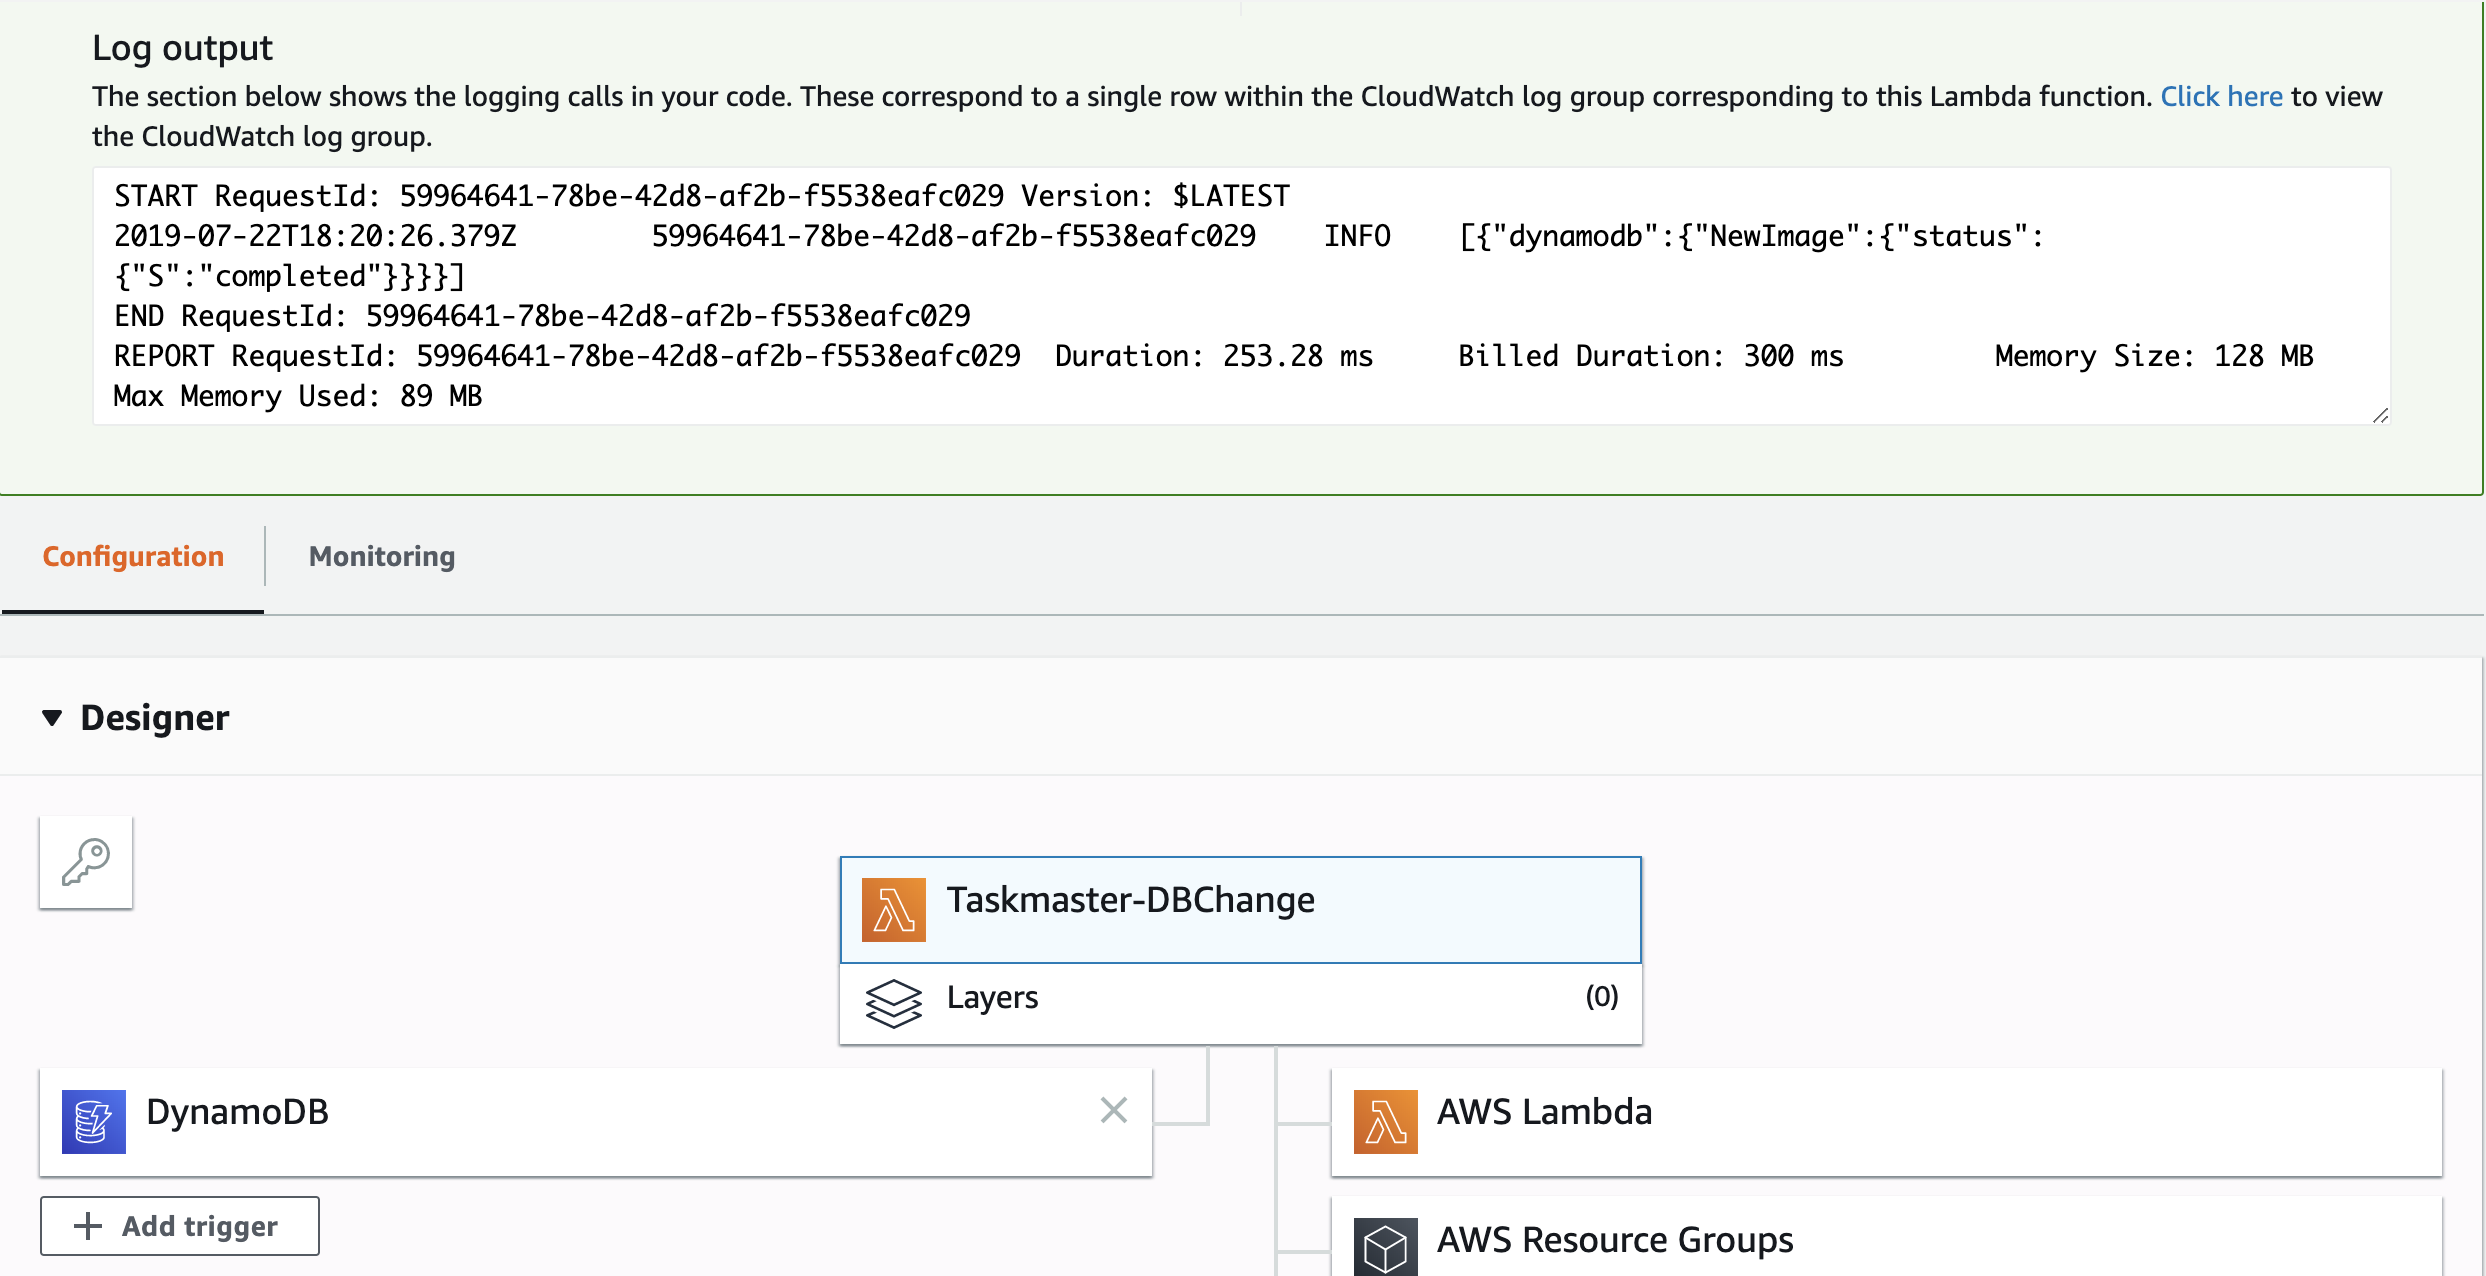 Log output
The section below shows the logging calls in your code. These correspond to a single row within the CloudWatch log group corresponding to this Lambda function. Click here to view
the CloudWatch log group.
START RequestId: 59964641-78be-42d8-af2b-f5538eafc029 Version: $LATEST
2019-07-22T18:20:26.379Z 59964641-78be-42d8-af2b-f5538eafc029 INFO [{"dynamodb":{"NewImage":{"status":
{"S":"completed"}}}}]
END RequestId: 59964641-78be-42d8-af2b-f5538eafc029
REPORT RequestId: 59964641-78be-42d8-af2b-f5538eafc029 Duration: 253.28 ms Billed Duration: 300 ms Memory Size: 128 MB
Max Memory Used: 89 MB
Configuration Monitoring
Designer
Taskmaster-DBChange
Layers (0)
DynamoDB
AWS Lambda
Add trigger
AWS Resource Groups